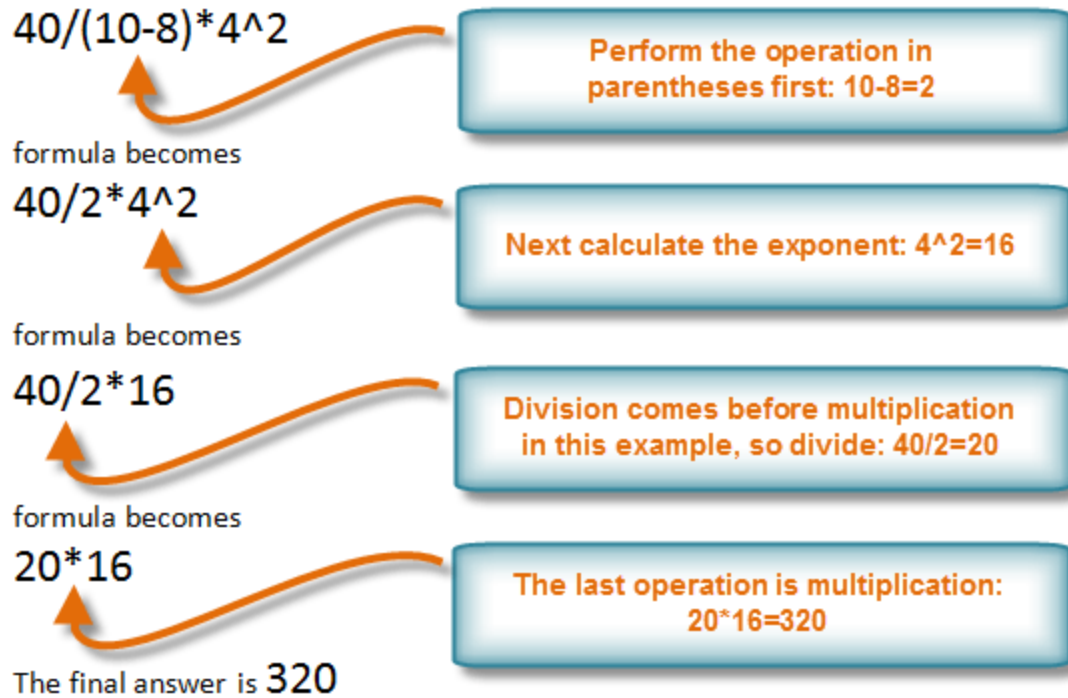 40/(10-8)*4^2
Perform the operation in
parentheses first: 10-8=2
formula becomes
40/2*4^2
Next calculate the exponent: 4^2=16
formula becomes
40/2*16
Division comes before multiplication
in this example, so divide: 40/2=20
formula becomes
20*16
The last operation is multiplication:
20*16=320
The final answer is 320